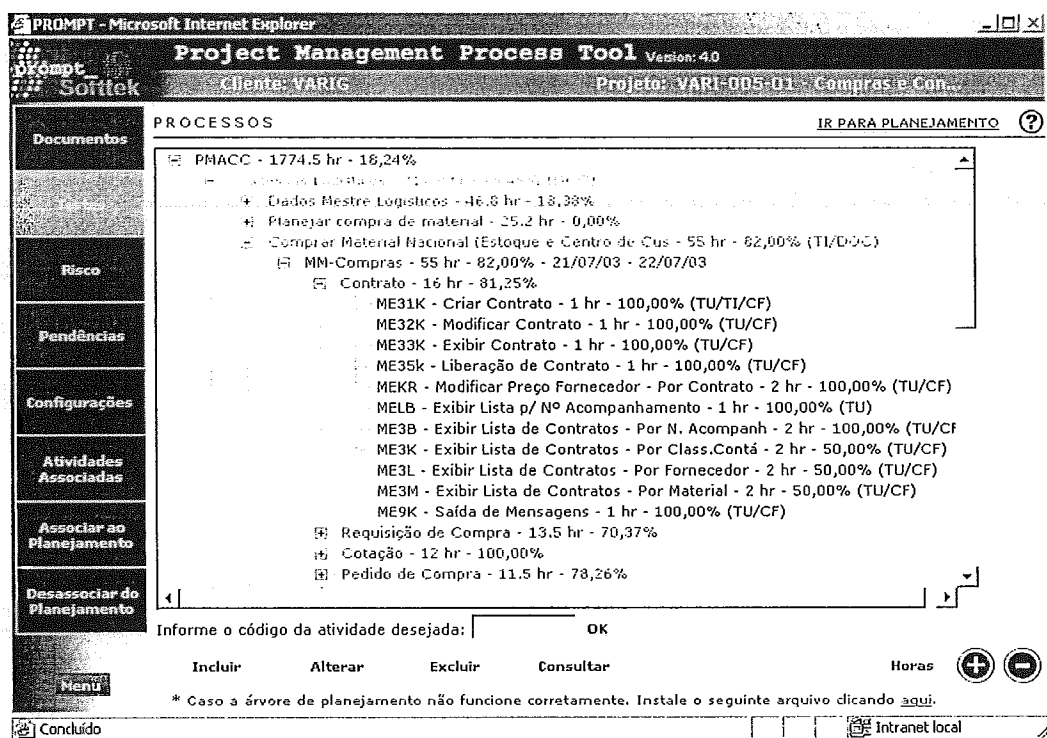 PROMPT - Microsoft Internet Explorer
Project Management Process Tool Version: 4.0
prompt_
Softtek
Cliente: VARIG
Projeto: VARI-005-01 - Compras e Con...
PROCESSOS
IR PARA PLANEJAMENTO
?
Documentos
Risco
Pendências
Configurações
Atividades
Associadas
Associar ao
Planejamento
Desassociar do
Planejamento
Menu
PMACC - 1774.5 hr - 18,24%
Dados Mestre Logísticos - 46.8 hr - 18,38%
Planejar compra de material - 25.2 hr - 0,00%
Comprar Material Nacional (Estoque e Centro de Cus - 55 hr - 82,00% (TI/DOC)
MM-Compras - 55 hr - 82,00% - 21/07/03 - 22/07/03
Contrato - 16 hr - 81,25%
ME31K - Criar Contrato - 1 hr - 100,00% (TU/TI/CF)
ME32K - Modificar Contrato - 1 hr - 100,00% (TU/CF)
ME33K - Exibir Contrato - 1 hr - 100,00% (TU/CF)
ME35k - Liberação de Contrato - 1 hr - 100,00% (TU/CF)
MEKR - Modificar Preço Fornecedor - Por Contrato - 2 hr - 100,00% (TU/CF)
MELB - Exibir Lista p/ Nº Acompanhamento - 1 hr - 100,00% (TU)
ME3B - Exibir Lista de Contratos - Por N. Acompanh - 2 hr - 100,00% (TU/CF
ME3K - Exibir Lista de Contratos - Por Class.Contá - 2 hr - 50,00% (TU/CF)
ME3L - Exibir Lista de Contratos - Por Fornecedor - 2 hr - 50,00% (TU/CF)
ME3M - Exibir Lista de Contratos - Por Material - 2 hr - 50,00% (TU/CF)
ME9K - Saída de Mensagens - 1 hr - 100,00% (TU/CF)
Requisição de Compra - 13.5 hr - 70,37%
Cotação - 12 hr - 100,00%
Pedido de Compra - 11.5 hr - 78,26%
Informe o código da atividade desejada: OK
Incluir Alterar Excluir Consultar Horas
* Caso a árvore de planejamento não funcione corretamente. Instale o seguinte arquivo clicando aqui.
Concluído
Intranet local